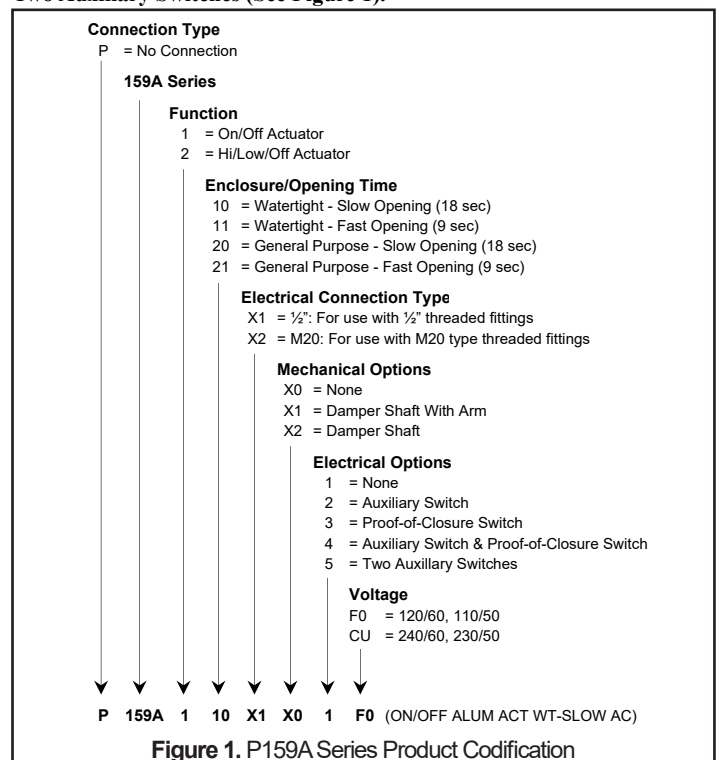 Two Auxiliary Switches (See Figure 1).
Connection Type
P = No Connection
159A Series
Function
1 = On/Off Actuator
2 = Hi/Low/Off Actuator
Enclosure/Opening Time
10 = Watertight - Slow Opening (18 sec)
11 = Watertight - Fast Opening (9 sec)
20 = General Purpose - Slow Opening (18 sec)
21 = General Purpose - Fast Opening (9 sec)
Electrical Connection Type
X1 = ½": For use with ½" threaded fittings
X2 = M20: For use with M20 type threaded fittings
Mechanical Options
X0 = None
X1 = Damper Shaft With Arm
X2 = Damper Shaft
Electrical Options
1 = None
2 = Auxiliary Switch
3 = Proof-of-Closure Switch
4 = Auxiliary Switch & Proof-of-Closure Switch
5 = Two Auxillary Switches
Voltage
F0 = 120/60, 110/50
CU = 240/60, 230/50
P 159A 1 10 X1 X0 1 F0 (ON/OFF ALUM ACT WT-SLOW AC)
Figure 1. P159A Series Product Codification